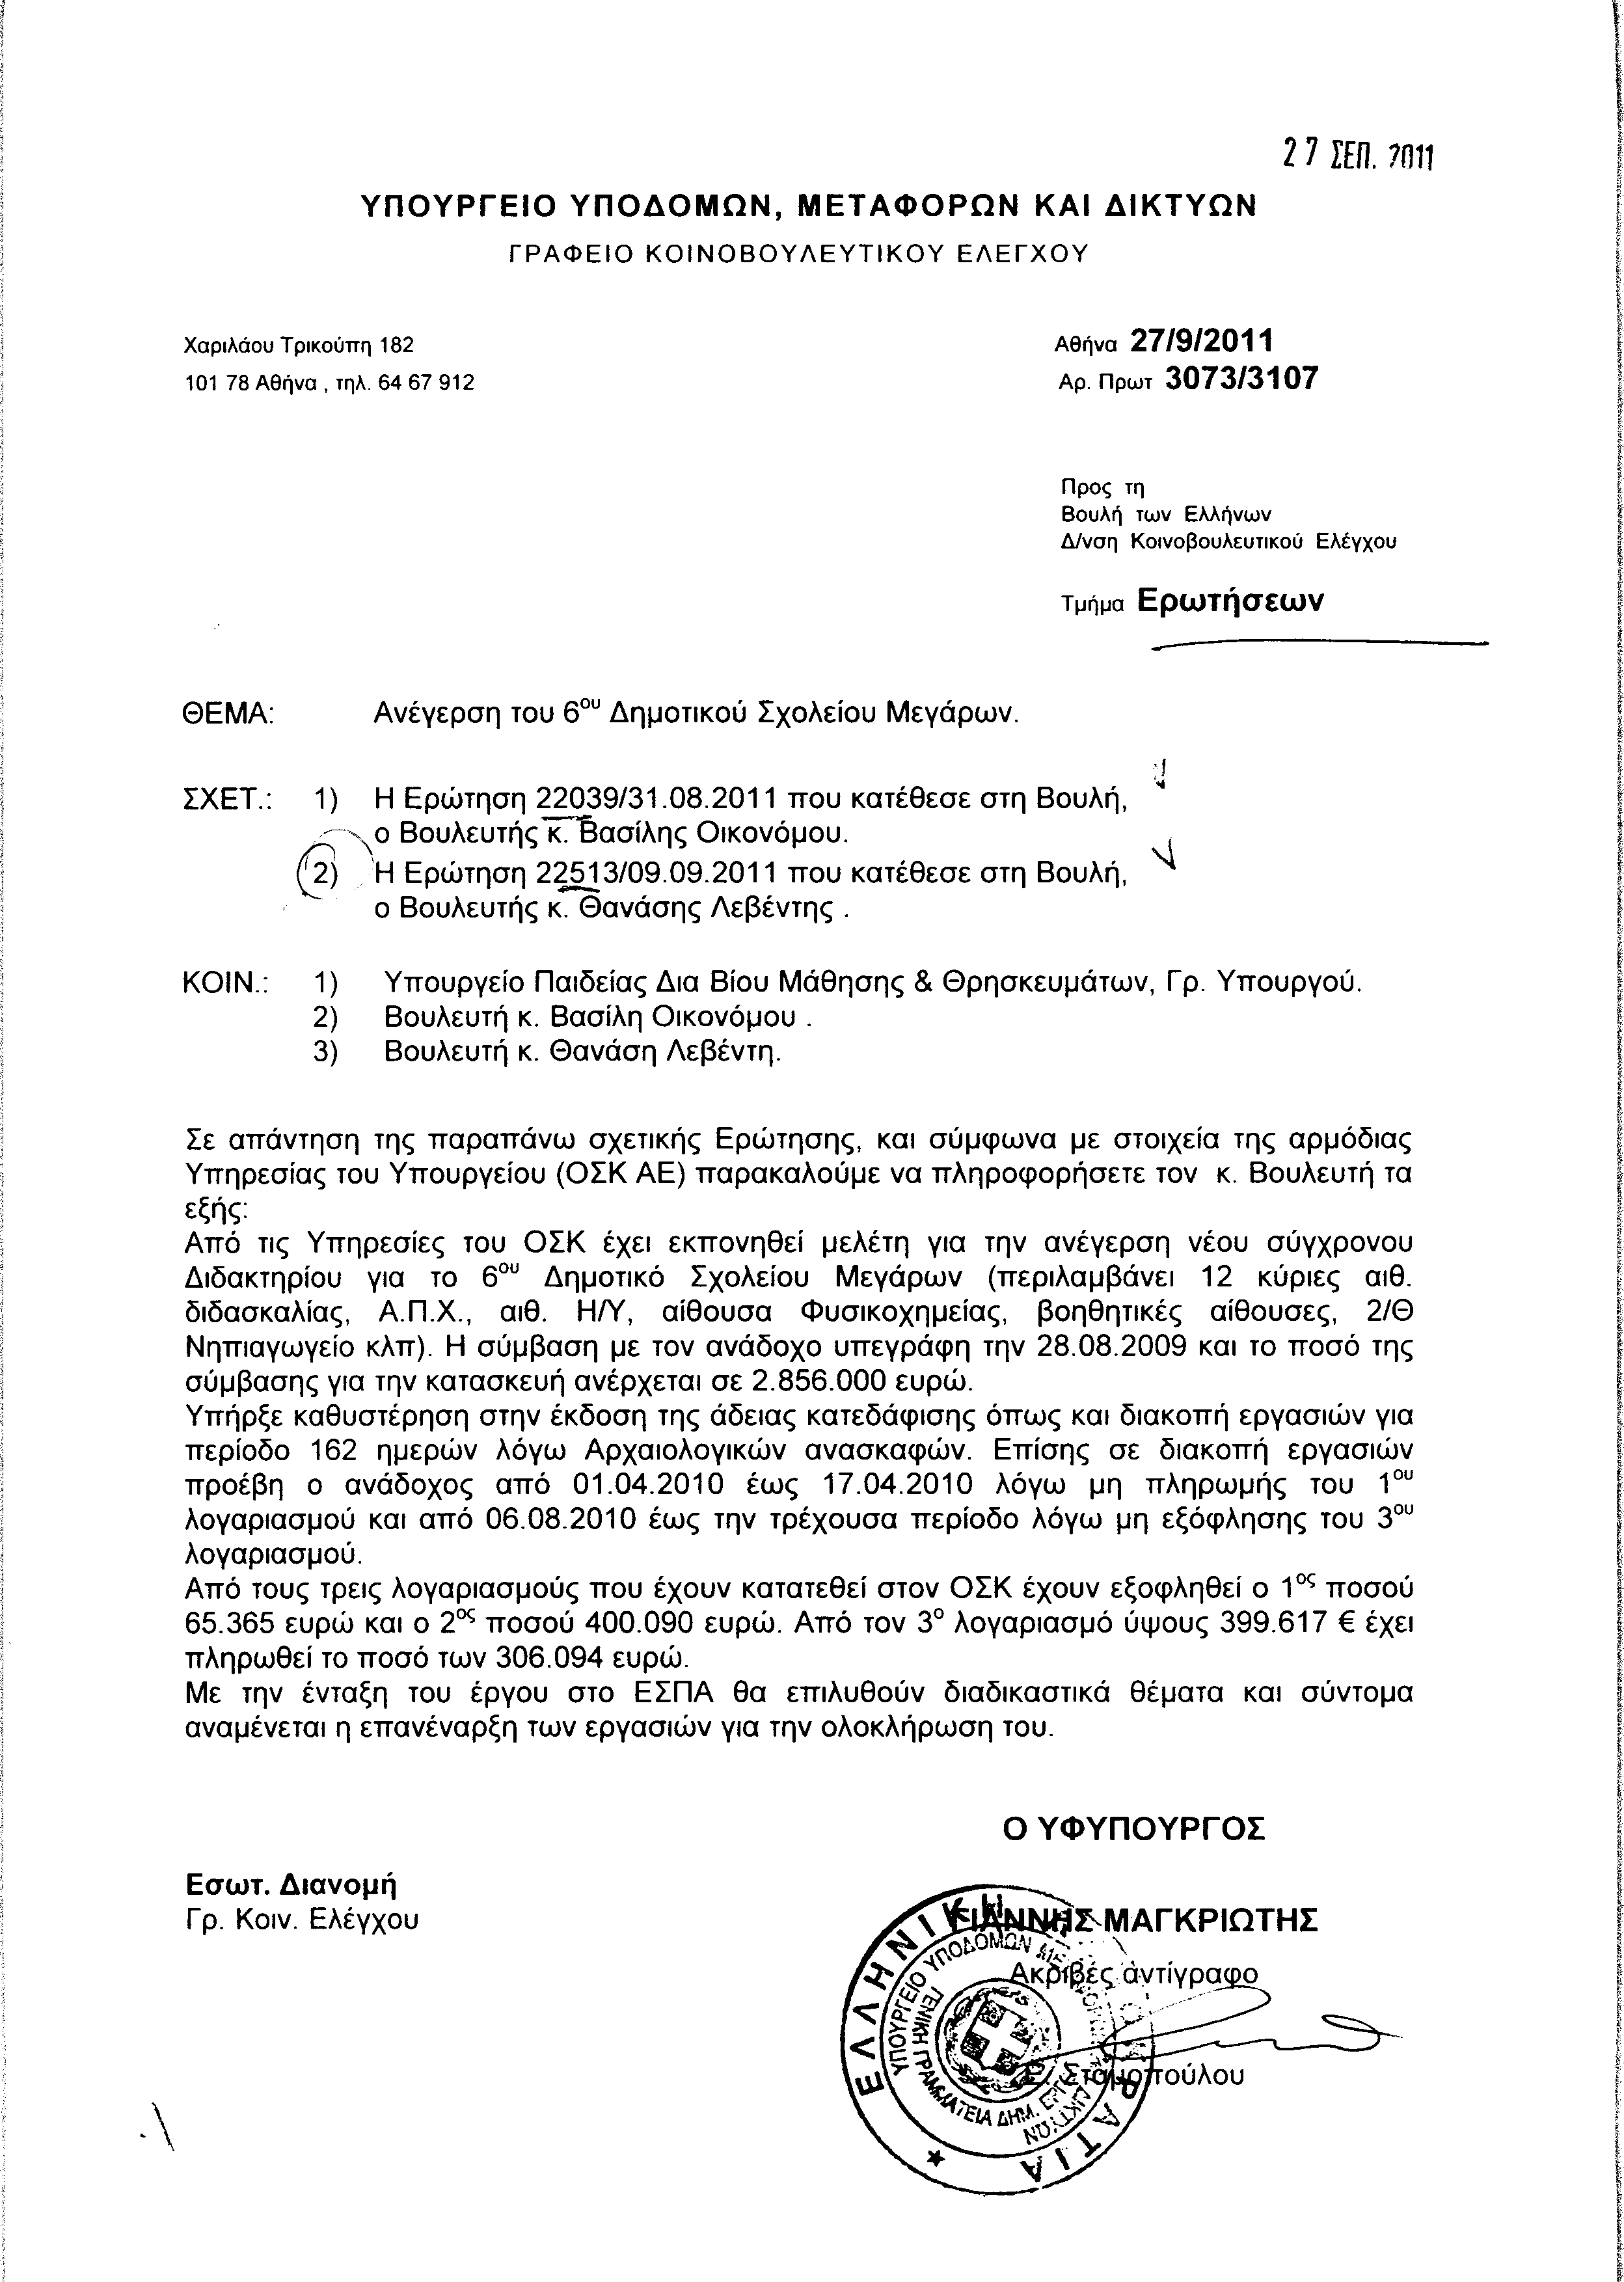 27 ΣΕΠ. 2011
ΥΠΟΥΡΓΕΙΟ ΥΠΟΔΟΜΩΝ, ΜΕΤΑΦΟΡΩΝ ΚΑΙ ΔΙΚΤΥΩΝ
ΓΡΑΦΕΙΟ ΚΟΙΝΟΒΟΥΛΕΥΤΙΚΟΥ ΕΛΕΓΧΟΥ
Χαριλάου Τρικούπη 182
101 78 Αθήνα , τηλ. 64 67 912
Αθήνα 27/9/2011
Αρ. Πρωτ 3073/3107
Προς τη
Βουλή των Ελλήνων
Δ/νση Κοινοβουλευτικού Ελέγχου
Τμήμα Ερωτήσεων
ΘΕΜΑ: Ανέγερση του 6ου Δημοτικού Σχολείου Μεγάρων.
ΣΧΕΤ.: 1) Η Ερώτηση 22039/31.08.2011 που κατέθεσε στη Βουλή,
ο Βουλευτής κ. Βασίλης Οικονόμου.
2) Η Ερώτηση 22513/09.09.2011 που κατέθεσε στη Βουλή,
ο Βουλευτής κ. Θανάσης Λεβέντης .
ΚΟΙΝ.: 1) Υπουργείο Παιδείας Δια Βίου Μάθησης & Θρησκευμάτων, Γρ. Υπουργού.
2) Βουλευτή κ. Βασίλη Οικονόμου .
3) Βουλευτή κ. Θανάση Λεβέντη.
Σε απάντηση της παραπάνω σχετικής Ερώτησης, και σύμφωνα με στοιχεία της αρμόδιας
Υπηρεσίας του Υπουργείου (ΟΣΚ ΑΕ) παρακαλούμε να πληροφορήσετε τον κ. Βουλευτή τα
εξής:
Από τις Υπηρεσίες του ΟΣΚ έχει εκπονηθεί μελέτη για την ανέγερση νέου σύγχρονου
Διδακτηρίου για το 6ου Δημοτικό Σχολείου Μεγάρων (περιλαμβάνει 12 κύριες αιθ.
διδασκαλίας, Α.Π.Χ., αιθ. Η/Υ, αίθουσα Φυσικοχημείας, βοηθητικές αίθουσες, 2/Θ
Νηπιαγωγείο κλπ). Η σύμβαση με τον ανάδοχο υπεγράφη την 28.08.2009 και το ποσό της
σύμβασης για την κατασκευή ανέρχεται σε 2.856.000 ευρώ.
Υπήρξε καθυστέρηση στην έκδοση της άδειας κατεδάφισης όπως και διακοπή εργασιών για
περίοδο 162 ημερών λόγω Αρχαιολογικών ανασκαφών. Επίσης σε διακοπή εργασιών
προέβη ο ανάδοχος από 01.04.2010 έως 17.04.2010 λόγω μη πληρωμής του 1ου
λογαριασμού και από 06.08.2010 έως την τρέχουσα περίοδο λόγω μη εξόφλησης του 3ου
λογαριασμού.
Από τους τρεις λογαριασμούς που έχουν κατατεθεί στον ΟΣΚ έχουν εξοφληθεί ο 1ος ποσού
65.365 ευρώ και ο 2ος ποσού 400.090 ευρώ. Από τον 3ο λογαριασμό ύψους 399.617 € έχει
πληρωθεί το ποσό των 306.094 ευρώ.
Με την ένταξη του έργου στο ΕΣΠΑ θα επιλυθούν διαδικαστικά θέματα και σύντομα
αναμένεται η επανέναρξη των εργασιών για την ολοκλήρωση του.
Ο ΥΦΥΠΟΥΡΓΟΣ
Εσωτ. Διανομή
Γρ. Κοιν. Ελέγχου
ΓΙΑΝΝΗΣ ΜΑΓΚΡΙΩΤΗΣ
Ακριβές αντίγραφο
Σταμοπούλου
ΕΛΛΗΝΙΚΗ
ΥΠΟΥΡΓΕΙΟ ΥΠΟΔΟΜΩΝ
ΔΙΚΤΥΩΝ
ΓΕΝΙΚΗ ΓΡΑΜΜΑΤΕΙΑ ΔΗΜ. ΕΡΓΩΝ